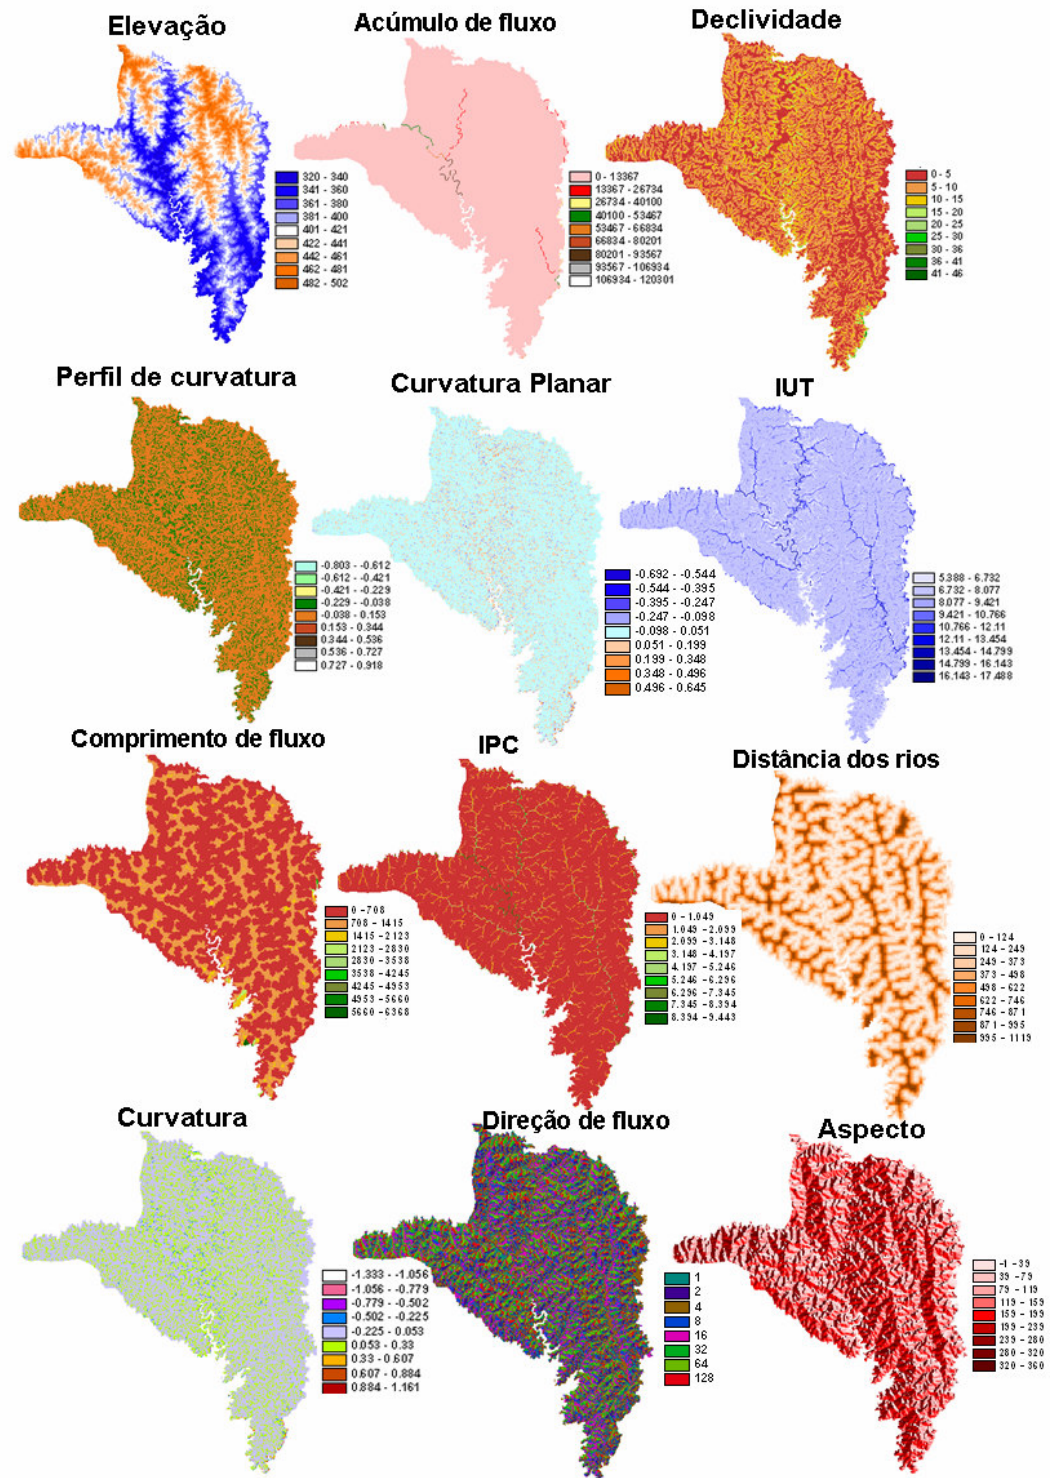 Elevação
320 - 340
341 - 360
361 - 380
381 - 400
401 - 421
422 - 441
442 - 461
462 - 481
482 - 502
Acúmulo de fluxo
0 - 13367
13367 - 26734
26734 - 40100
40100 - 53467
53467 - 66834
66834 - 80201
80201 - 93567
93567 - 106934
106934 - 120301
Declividade
0 - 5
5 - 10
10 - 15
15 - 20
20 - 25
25 - 30
30 - 36
36 - 41
41 - 46
Perfil de curvatura
-0.803 - -0.612
-0.612 - -0.421
-0.421 - -0.229
-0.229 - -0.038
-0.038 - 0.153
0.153 - 0.344
0.344 - 0.536
0.536 - 0.727
0.727 - 0.918
Curvatura Planar
-0.692 - -0.544
-0.544 - -0.395
-0.395 - -0.247
-0.247 - -0.098
-0.098 - 0.051
0.051 - 0.199
0.199 - 0.348
0.348 - 0.496
0.496 - 0.645
IUT
5.388 - 6.732
6.732 - 8.077
8.077 - 9.421
9.421 - 10.766
10.766 - 12.11
12.11 - 13.454
13.454 - 14.799
14.799 - 16.143
16.143 - 17.488
Comprimento de fluxo
0 - 708
708 - 1415
1415 - 2123
2123 - 2830
2830 - 3538
3538 - 4245
4245 - 4953
4953 - 5660
5660 - 6368
IPC
0 - 1.049
1.049 - 2.099
2.099 - 3.148
3.148 - 4.197
4.197 - 5.246
5.246 - 6.296
6.296 - 7.345
7.345 - 8.394
8.394 - 9.443
Distância dos rios
0 - 124
124 - 249
249 - 373
373 - 498
498 - 622
622 - 746
746 - 871
871 - 995
995 - 1119
Curvatura
-1.333 - -1.056
-1.056 - -0.779
-0.779 - -0.502
-0.502 - -0.225
-0.225 - 0.053
0.053 - 0.33
0.33 - 0.607
0.607 - 0.884
0.884 - 1.161
Direção de fluxo
1
2
4
8
16
32
64
128
Aspecto
-1 - 39
39 - 79
79 - 119
119 - 159
159 - 199
199 - 239
239 - 280
280 - 320
320 - 360